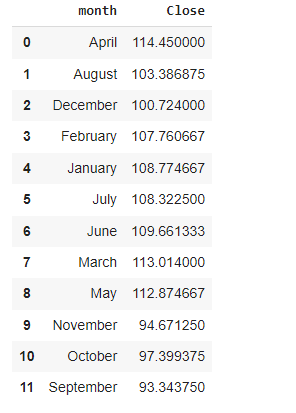 month Close
0 April 114.450000
1 August 103.386875
2 December 100.724000
3 February 107.760667
4 January 108.774667
5 July 108.322500
6 June 109.661333
7 March 113.014000
8 May 112.874667
9 November 94.671250
10 October 97.399375
11 September 93.343750